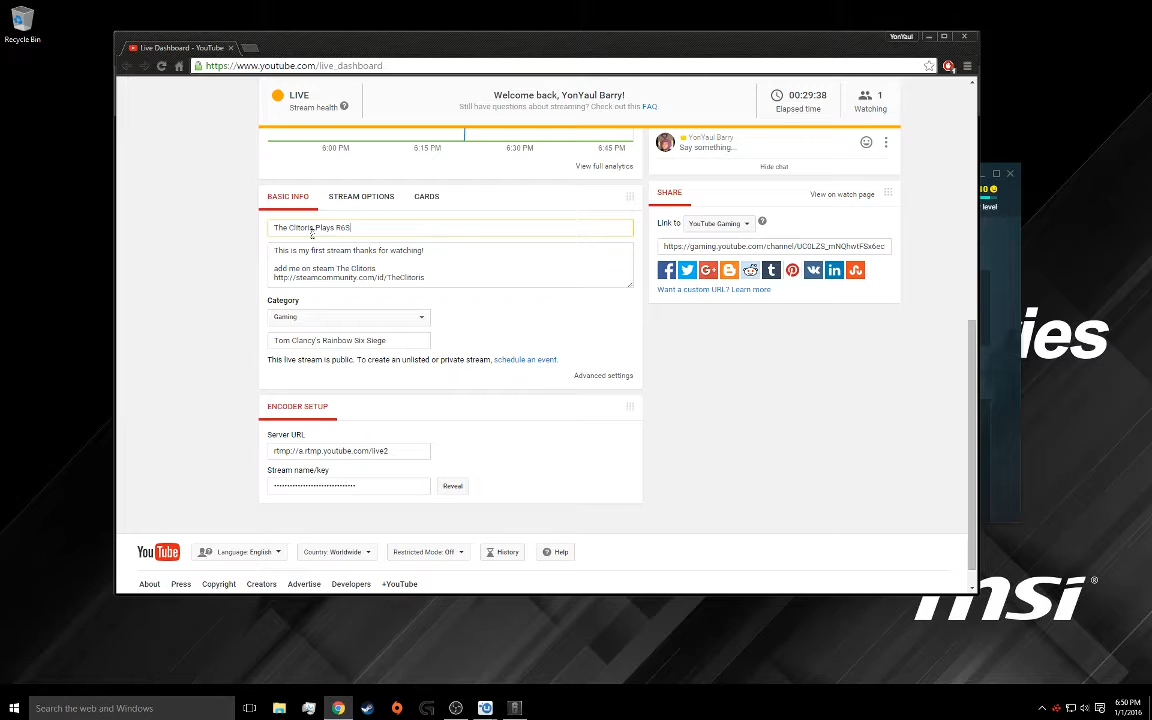 Recycle Bin
YonYaul
Live Dashboard - YouTube
https://www.youtube.com/live_dashboard
LIVE
Stream health
Welcome back, YonYaul Barry!
Still have questions about streaming? Check out this FAQ.
00:29:38
Elapsed time
1
Watching
6:00 PM 6:15 PM 6:30 PM 6:45 PM
View full analytics
YonYaul Barry
Say something...
Hide chat
BASIC INFO STREAM OPTIONS CARDS
The Clitoris Plays R6S
This is my first stream thanks for watching!
add me on steam The Clitoris
http://steamcommunity.com/id/TheClitoris
Category
Gaming
Tom Clancy's Rainbow Six Siege
This live stream is public. To create an unlisted or private stream, schedule an event.
Advanced settings
SHARE
View on watch page
Link to YouTube Gaming
https://gaming.youtube.com/channel/UC0LZS_mNQhwtFSx6ec
Want a custom URL? Learn more
ENCODER SETUP
Server URL
rtmp://a.rtmp.youtube.com/live2
Stream name/key
Reveal
YouTube
Language: English
Country: Worldwide
Restricted Mode: Off
History
Help
About Press Copyright Creators Advertise Developers +YouTube
level
ies
msi
Search the web and Windows
6:50 PM
1/1/2016